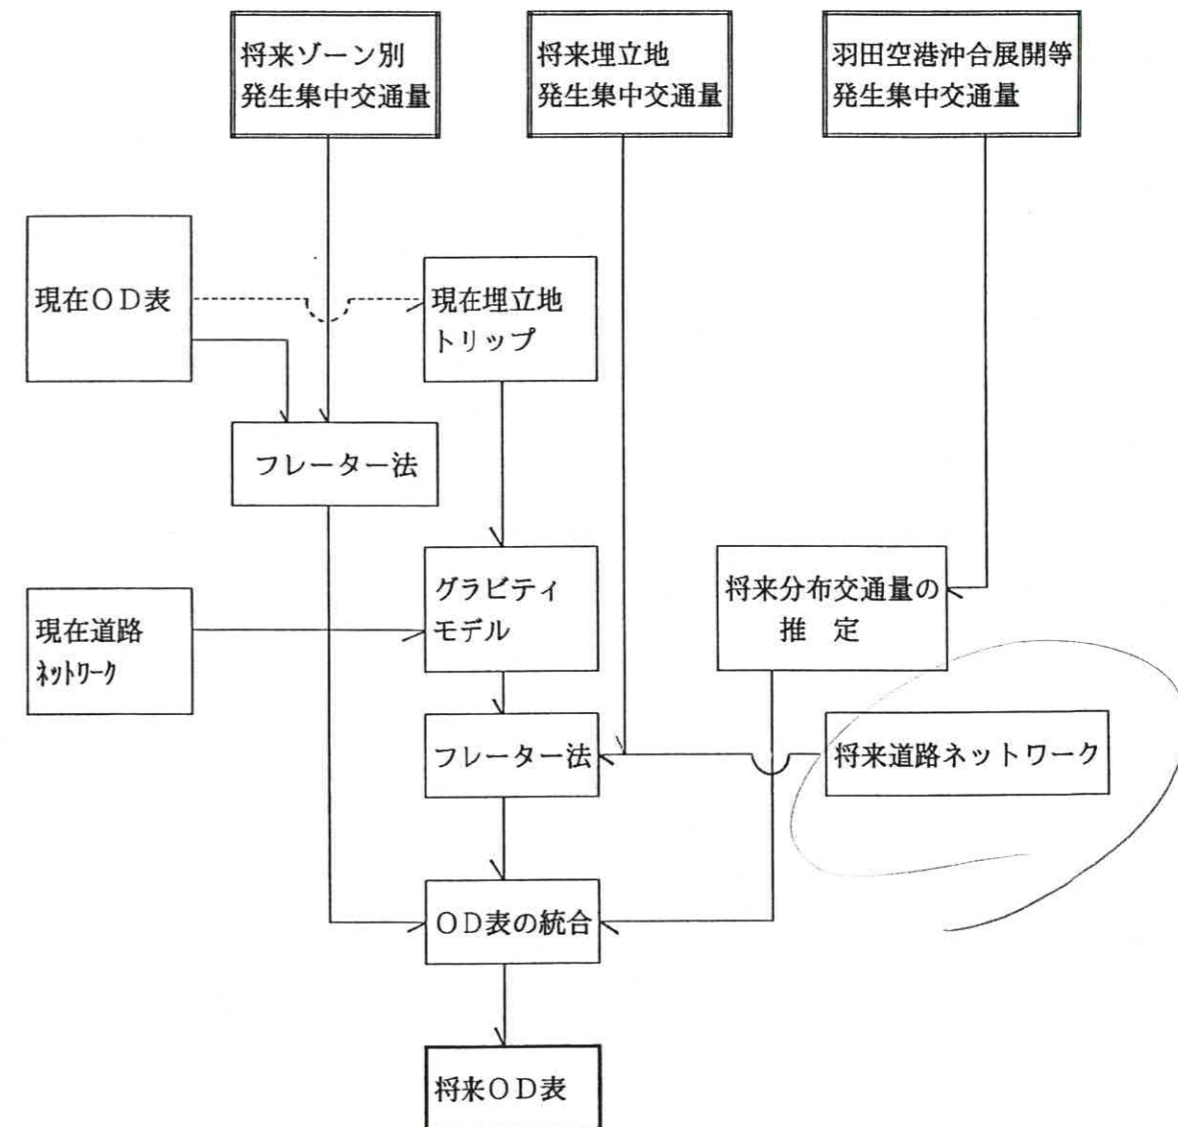 将来ゾーン別
発生集中交通量
将来埋立地
発生集中交通量
羽田空港沖合展開等
発生集中交通量
現在OD表
現在埋立地
トリップ
フレーター法
グラビティ
モデル
将来分布交通量の
推 定
現在道路
ネットワーク
フレーター法
将来道路ネットワーク
OD表の統合
将来OD表